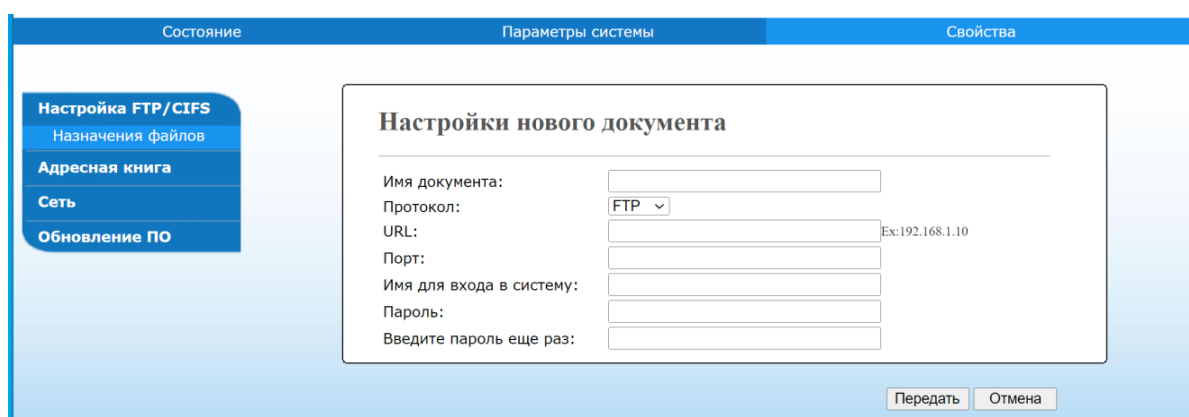 Состояние Параметры системы Свойства
Настройка FTP/CIFS
Назначения файлов
Адресная книга
Сеть
Обновление ПО
Настройки нового документа
Имя документа:
Протокол: FTP
URL: Ex:192.168.1.10
Порт:
Имя для входа в систему:
Пароль:
Введите пароль еще раз:
Передать Отмена